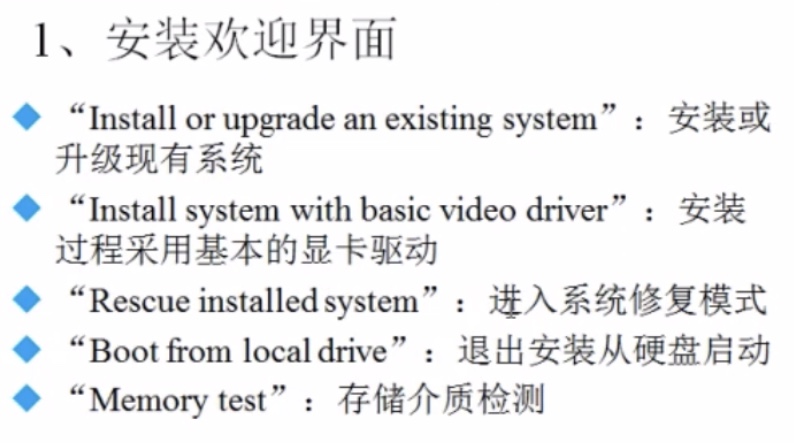 1、安装欢迎界面
“Install or upgrade an existing system”：安装或
升级现有系统
“Install system with basic video driver”：安装
过程采用基本的显卡驱动
“Rescue installed system”：进入系统修复模式
“Boot from local drive”：退出安装从硬盘启动
“Memory test”：存储介质检测